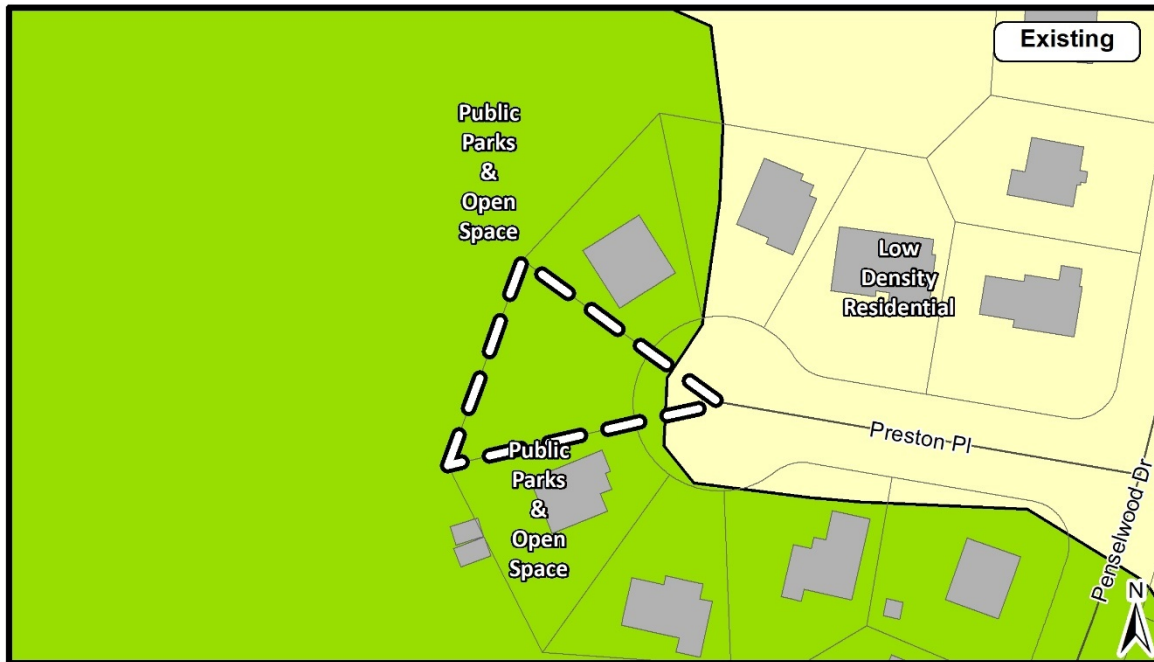 Existing
Public
Parks
&
Open
Space
Low
Density
Residential
Preston Pl
Public
Parks
&
Open
Space
Penselwood Dr
N